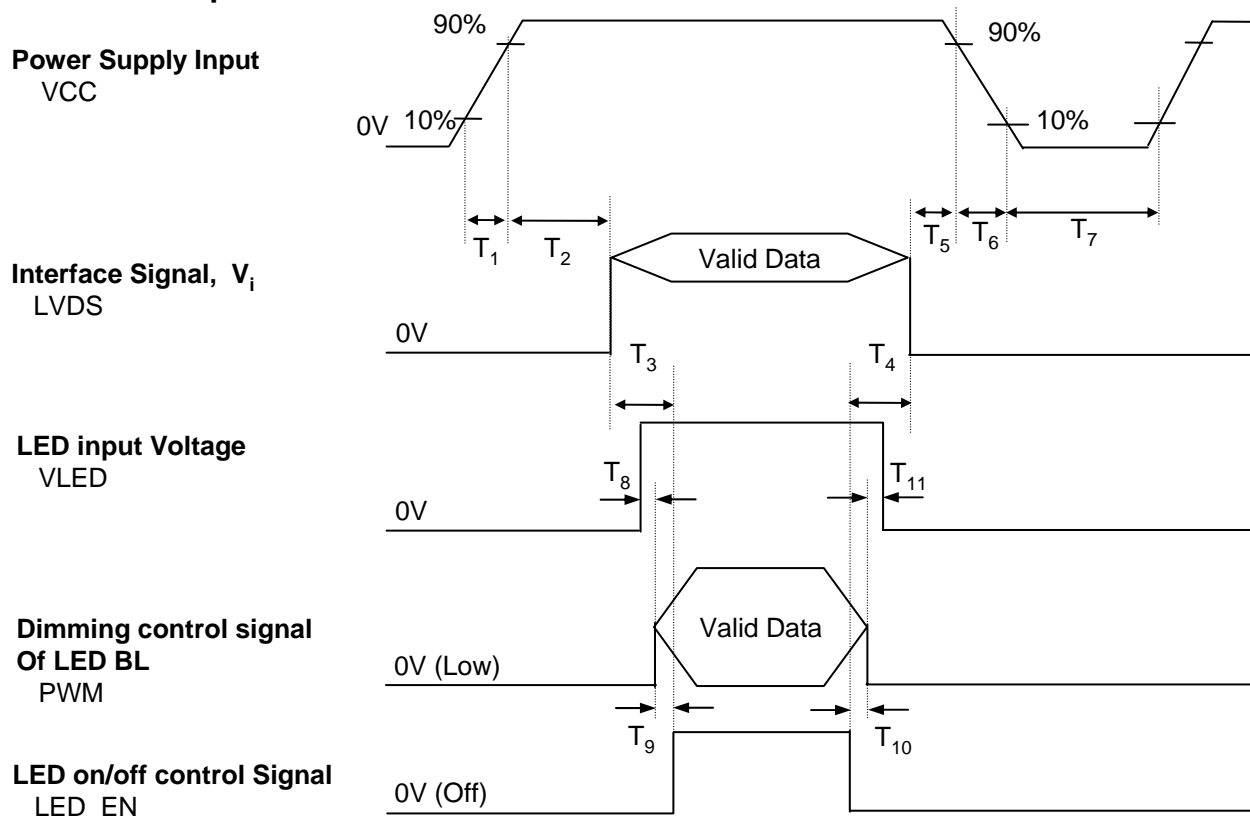 90%
90%
Power Supply Input
VCC
0V
10%
10%
T1
T2
T5
T6
T7
Interface Signal, Vi
LVDS
Valid Data
0V
T3
T4
LED input Voltage
VLED
T8
T11
0V
Dimming control signal
Of LED BL
PWM
Valid Data
0V (Low)
T9
T10
LED on/off control Signal
LED_EN
0V (Off)